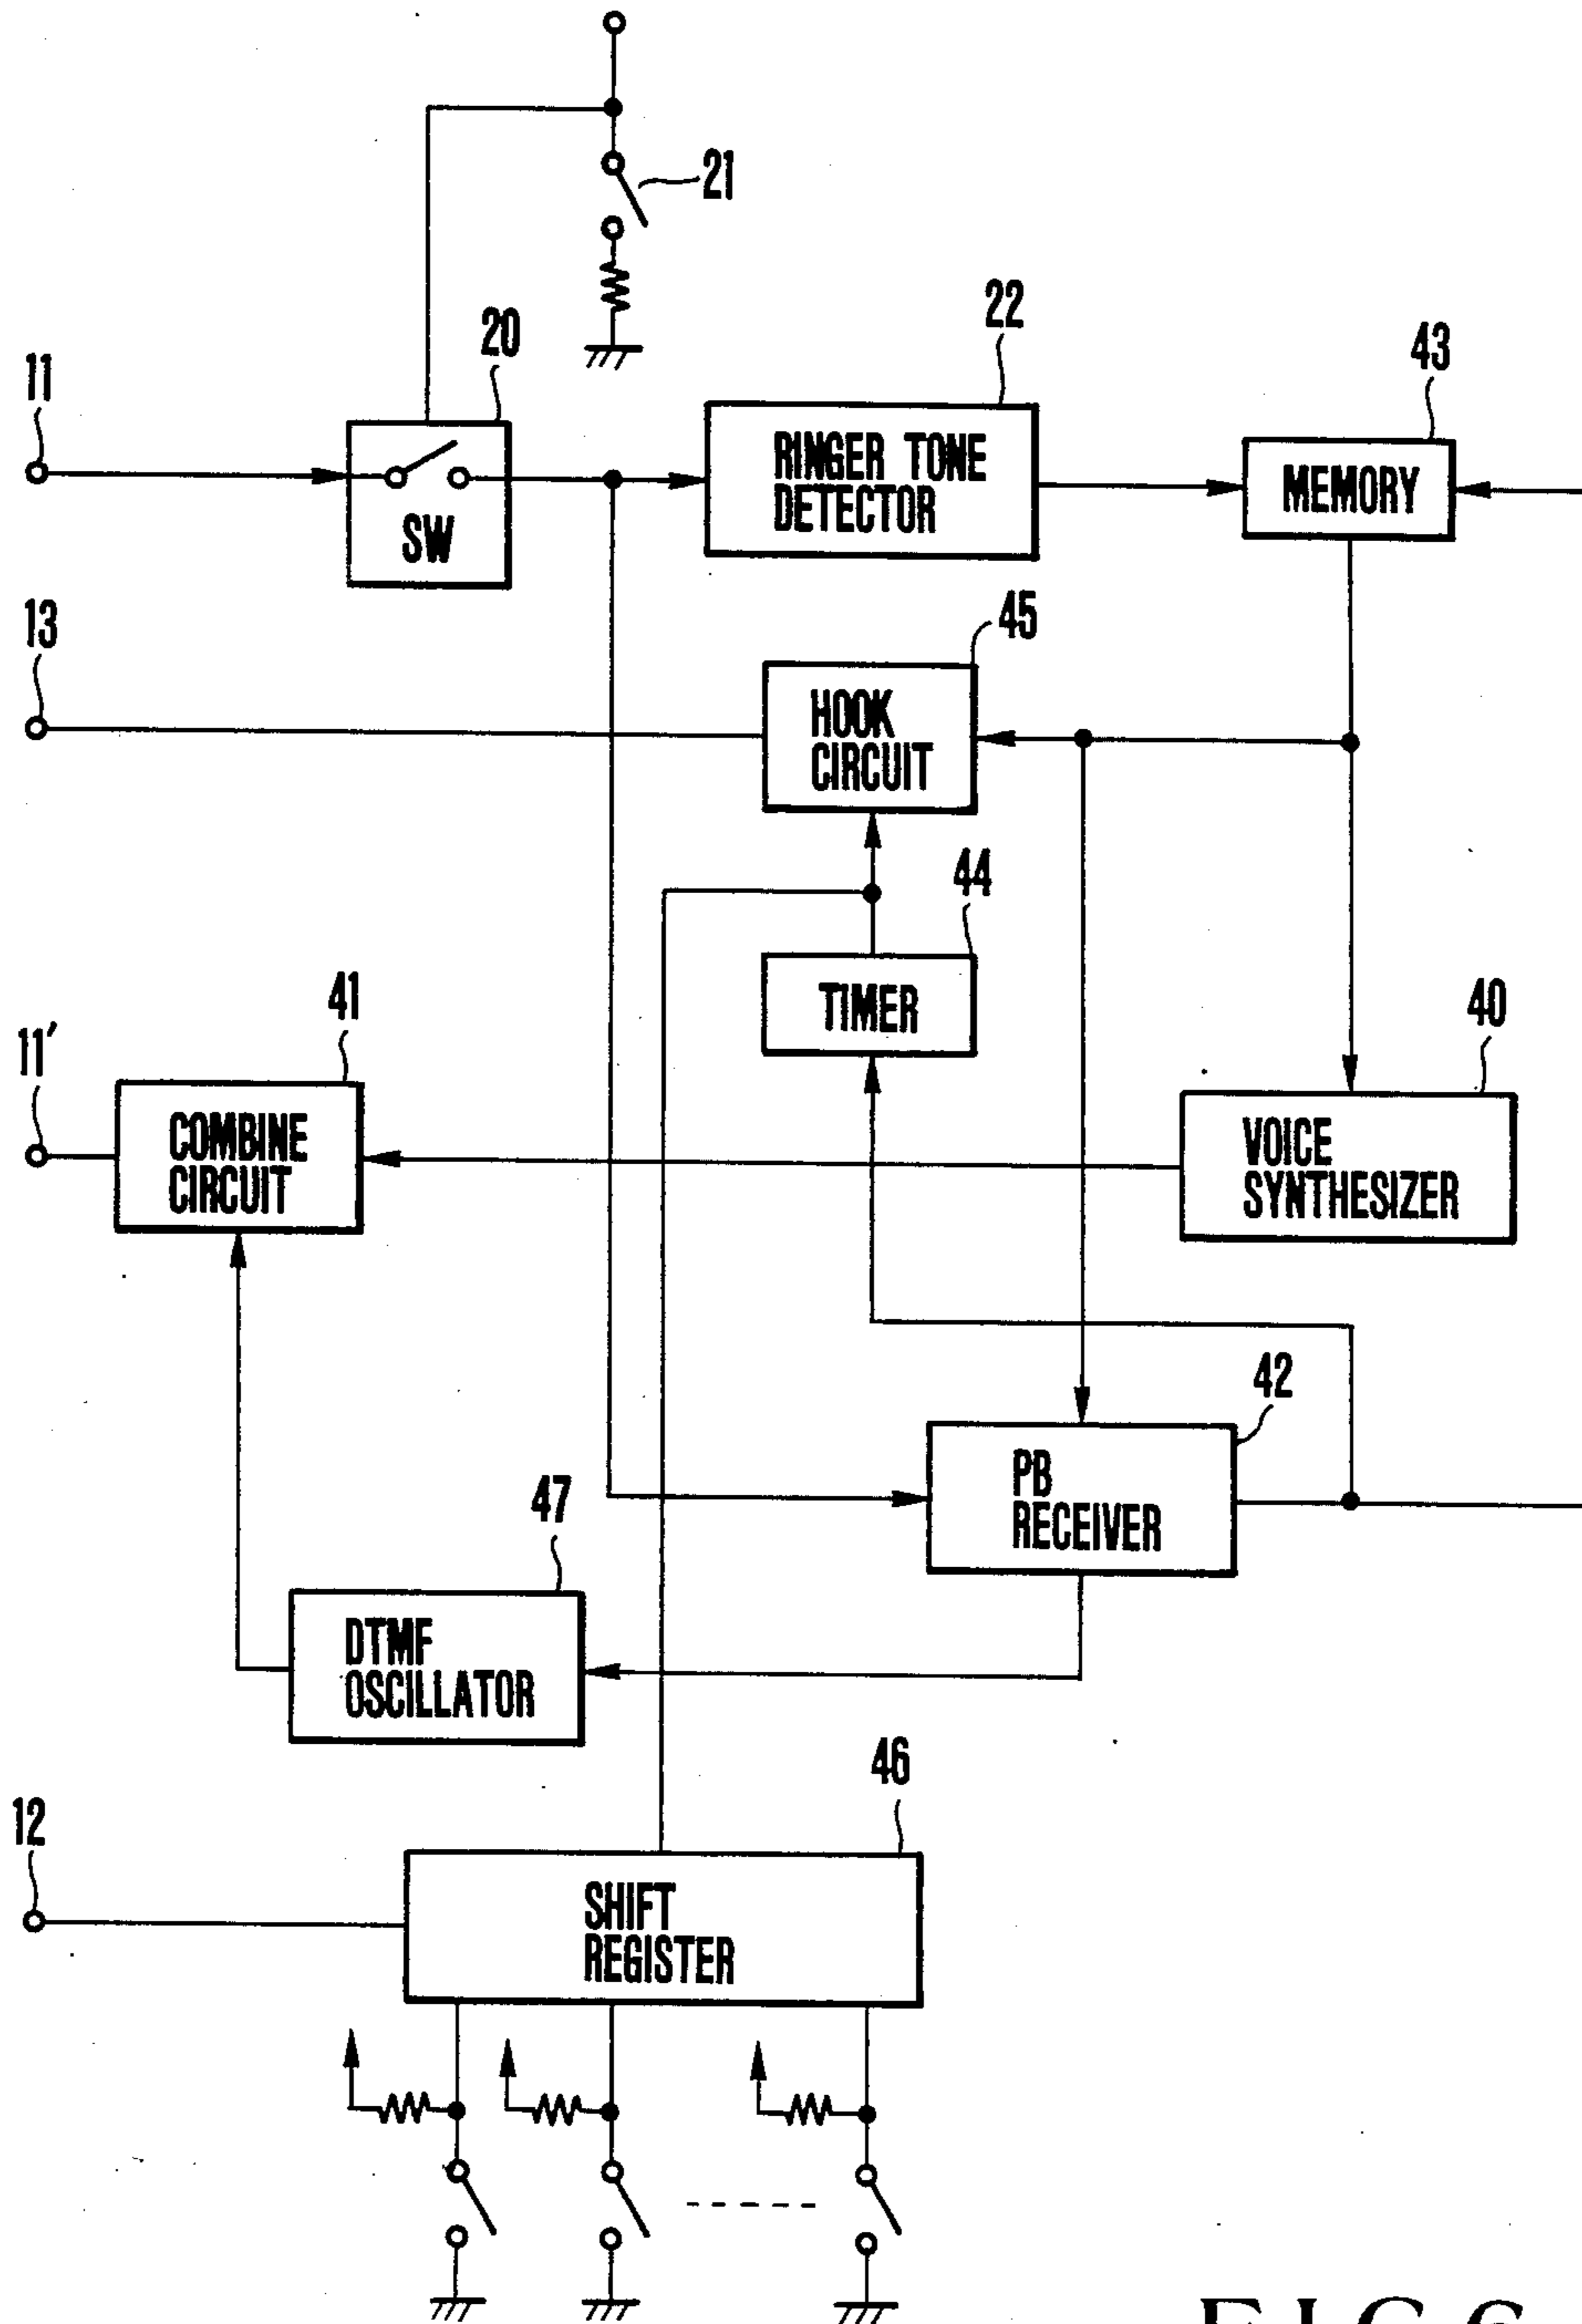 21
22
20
43
11
RINGER TONE
DETECTOR
MEMORY
SW
13
45
HOOK
CIRCUIT
44
41
TIMER
40
11'
COMBINE
CIRCUIT
VOICE
SYNTHESIZER
42
47
PB
RECEIVER
DTMF
OSCILLATOR
46
12
SHIFT
REGISTER